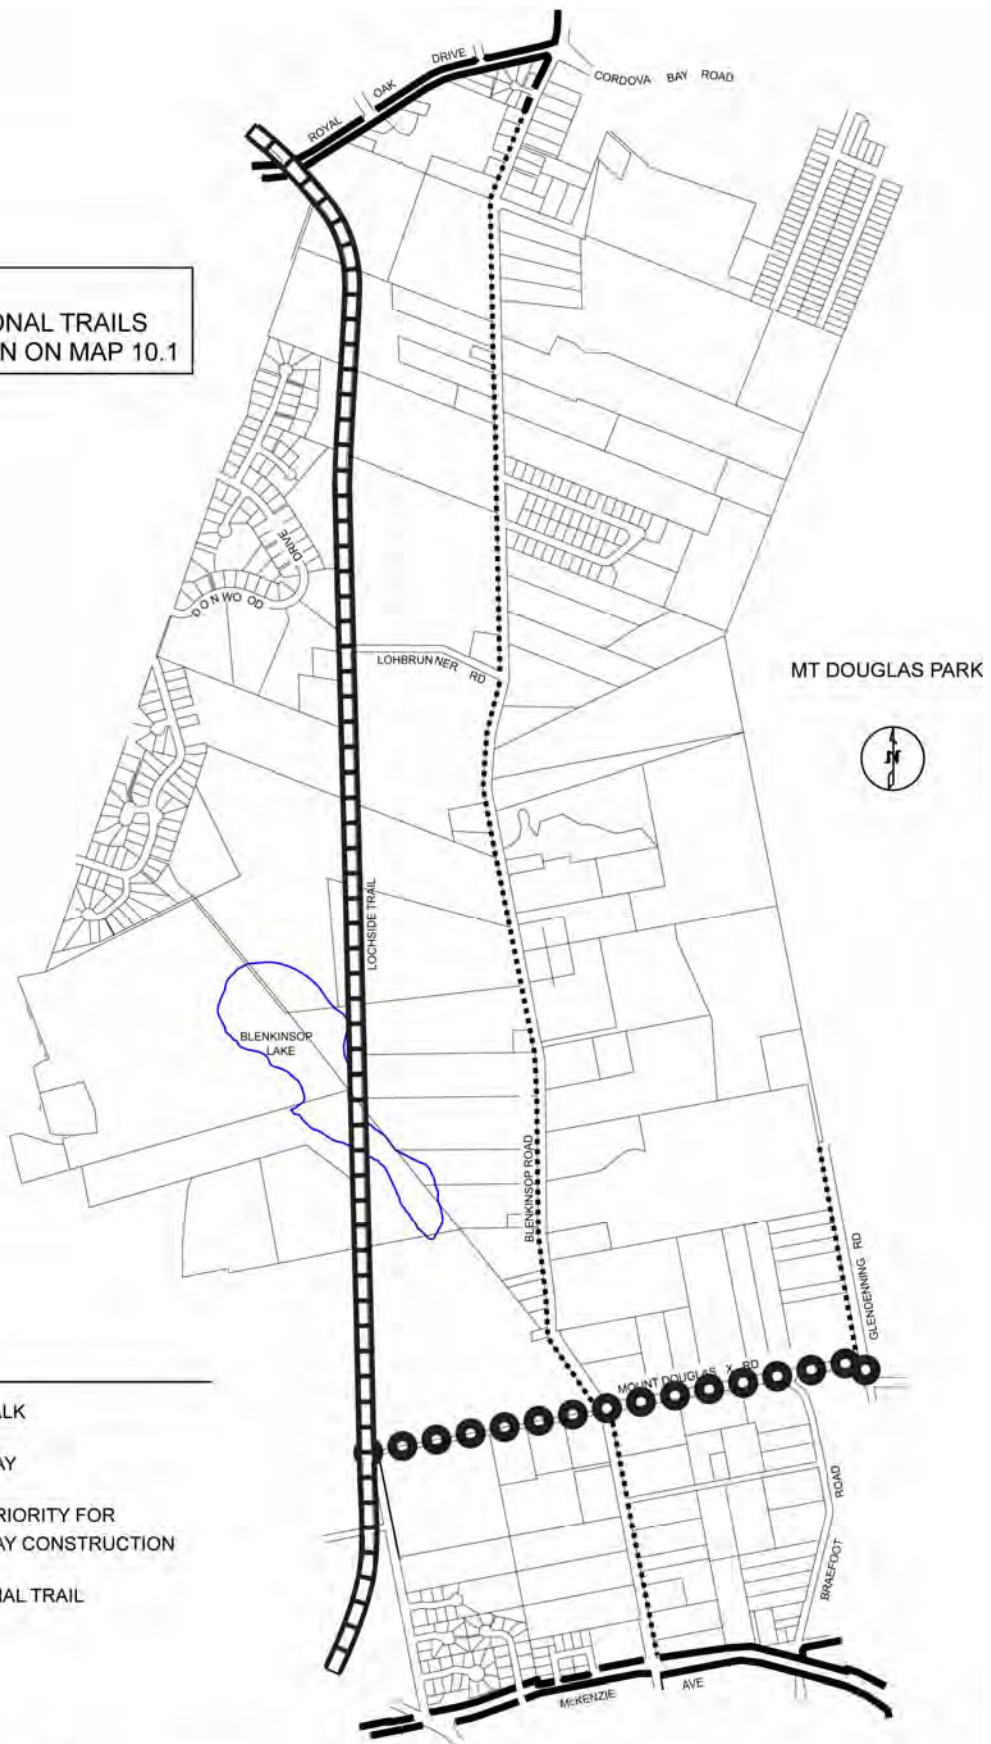 DRIVE
OAK
ROYAL
CORDOVA BAY ROAD
ONAL TRAILS
N ON MAP 10.1
DRIVE
DONWOOD
LOHBRUNNER RD
MT DOUGLAS PARK
N
LOCHSIDE TRAIL
BLENKINSOP
LAKE
BLENKINSOP ROAD
GLENDENNING RD
MOUNT DOUGLAS X RD
ALK
AY
RIORITY FOR
AY CONSTRUCTION
NAL TRAIL
BRAEFOOT ROAD
McKENZIE AVE